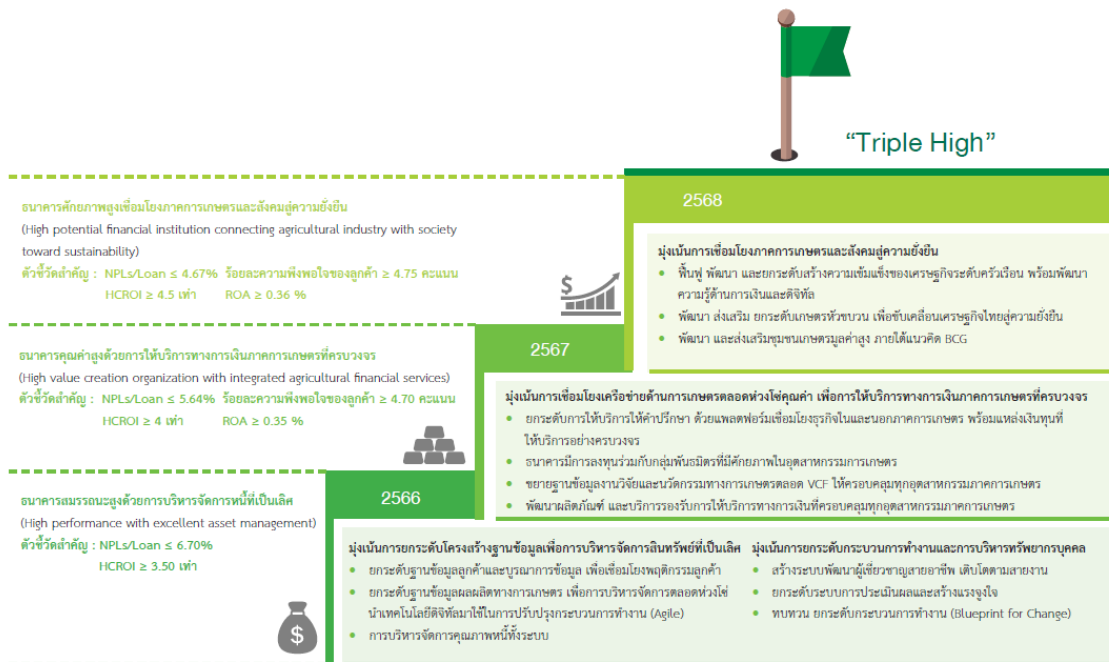 “Triple High”
2568
ธนาคารศักยภาพสูงเชื่อมโยงภาคการเกษตรและสังคมสู่ความยั่งยืน
(High potential financial institution connecting agricultural industry with society
toward sustainability)
ตัวชี้วัดสำคัญ : NPLs/Loan ≤ 4.67% ร้อยละความพึงพอใจของลูกค้า ≥ 4.75 คะแนน
HCROI ≥ 4.5 เท่า ROA ≥ 0.36 %
มุ่งเน้นการเชื่อมโยงภาคการเกษตรและสังคมสู่ความยั่งยืน
• ฟื้นฟู พัฒนา และยกระดับสร้างความเข้มแข็งของเศรษฐกิจระดับครัวเรือน พร้อมพัฒนา
ความรู้ด้านการเงินและดิจิทัล
• พัฒนา ส่งเสริม ยกระดับเกษตรหัวขบวน เพื่อขับเคลื่อนเศรษฐกิจไทยสู่ความยั่งยืน
• พัฒนา และส่งเสริมชุมชนเกษตรมูลค่าสูง ภายใต้แนวคิด BCG
$
2567
ธนาคารคุณค่าสูงด้วยการให้บริการทางการเงินภาคการเกษตรที่ครบวงจร
(High value creation organization with integrated agricultural financial services)
ตัวชี้วัดสำคัญ : NPLs/Loan ≤ 5.64% ร้อยละความพึงพอใจของลูกค้า ≥ 4.70 คะแนน
HCROI ≥ 4 เท่า ROA ≥ 0.35 %
มุ่งเน้นการเชื่อมโยงเครือข่ายด้านการเกษตรตลอดห่วงโซ่คุณค่า เพื่อการให้บริการทางการเงินภาคการเกษตรที่ครบวงจร
• ยกระดับการให้บริการให้คำปรึกษา ด้วยแพลตฟอร์มเชื่อมโยงธุรกิจในและนอกภาคการเกษตร พร้อมแหล่งเงินทุนที่
ให้บริการอย่างครบวงจร
• ธนาคารมีการลงทุนร่วมกับกลุ่มพันธมิตรที่มีศักยภาพในอุตสาหกรรมการเกษตร
• ขยายฐานข้อมูลงานวิจัยและนวัตกรรมทางการเกษตรตลอด VCF ให้ครอบคลุมทุกอุตสาหกรรมภาคการเกษตร
• พัฒนาผลิตภัณฑ์ และบริการรองรับการให้บริการทางการเงินที่ครอบคลุมทุกอุตสาหกรรมภาคการเกษตร
2566
ธนาคารสมรรถนะสูงด้วยการบริหารจัดการหนี้ที่เป็นเลิศ
(High performance with excellent asset management)
ตัวชี้วัดสำคัญ : NPLs/Loan ≤ 6.70%
HCROI ≥ 3.50 เท่า
$
มุ่งเน้นการยกระดับโครงสร้างฐานข้อมูลเพื่อการบริหารจัดการสินทรัพย์ที่เป็นเลิศ
• ยกระดับฐานข้อมูลลูกค้าและบูรณาการข้อมูล เพื่อเชื่อมโยงพฤติกรรมลูกค้า
• ยกระดับฐานข้อมูลผลผลิตทางการเกษตร เพื่อการบริหารจัดการตลอดห่วงโซ่
นำเทคโนโลยีดิจิทัลมาใช้ในการปรับปรุงกระบวนการทำงาน (Agile)
• การบริหารจัดการคุณภาพหนี้ทั้งระบบ
มุ่งเน้นการยกระดับกระบวนการทำงานและการบริหารทรัพยากรบุคคล
• สร้างระบบพัฒนาผู้เชี่ยวชาญสายอาชีพ เติบโตตามสายงาน
• ยกระดับระบบการประเมินผลและสร้างแรงจูงใจ
• ทบทวน ยกระดับกระบวนการทำงาน (Blueprint for Change)